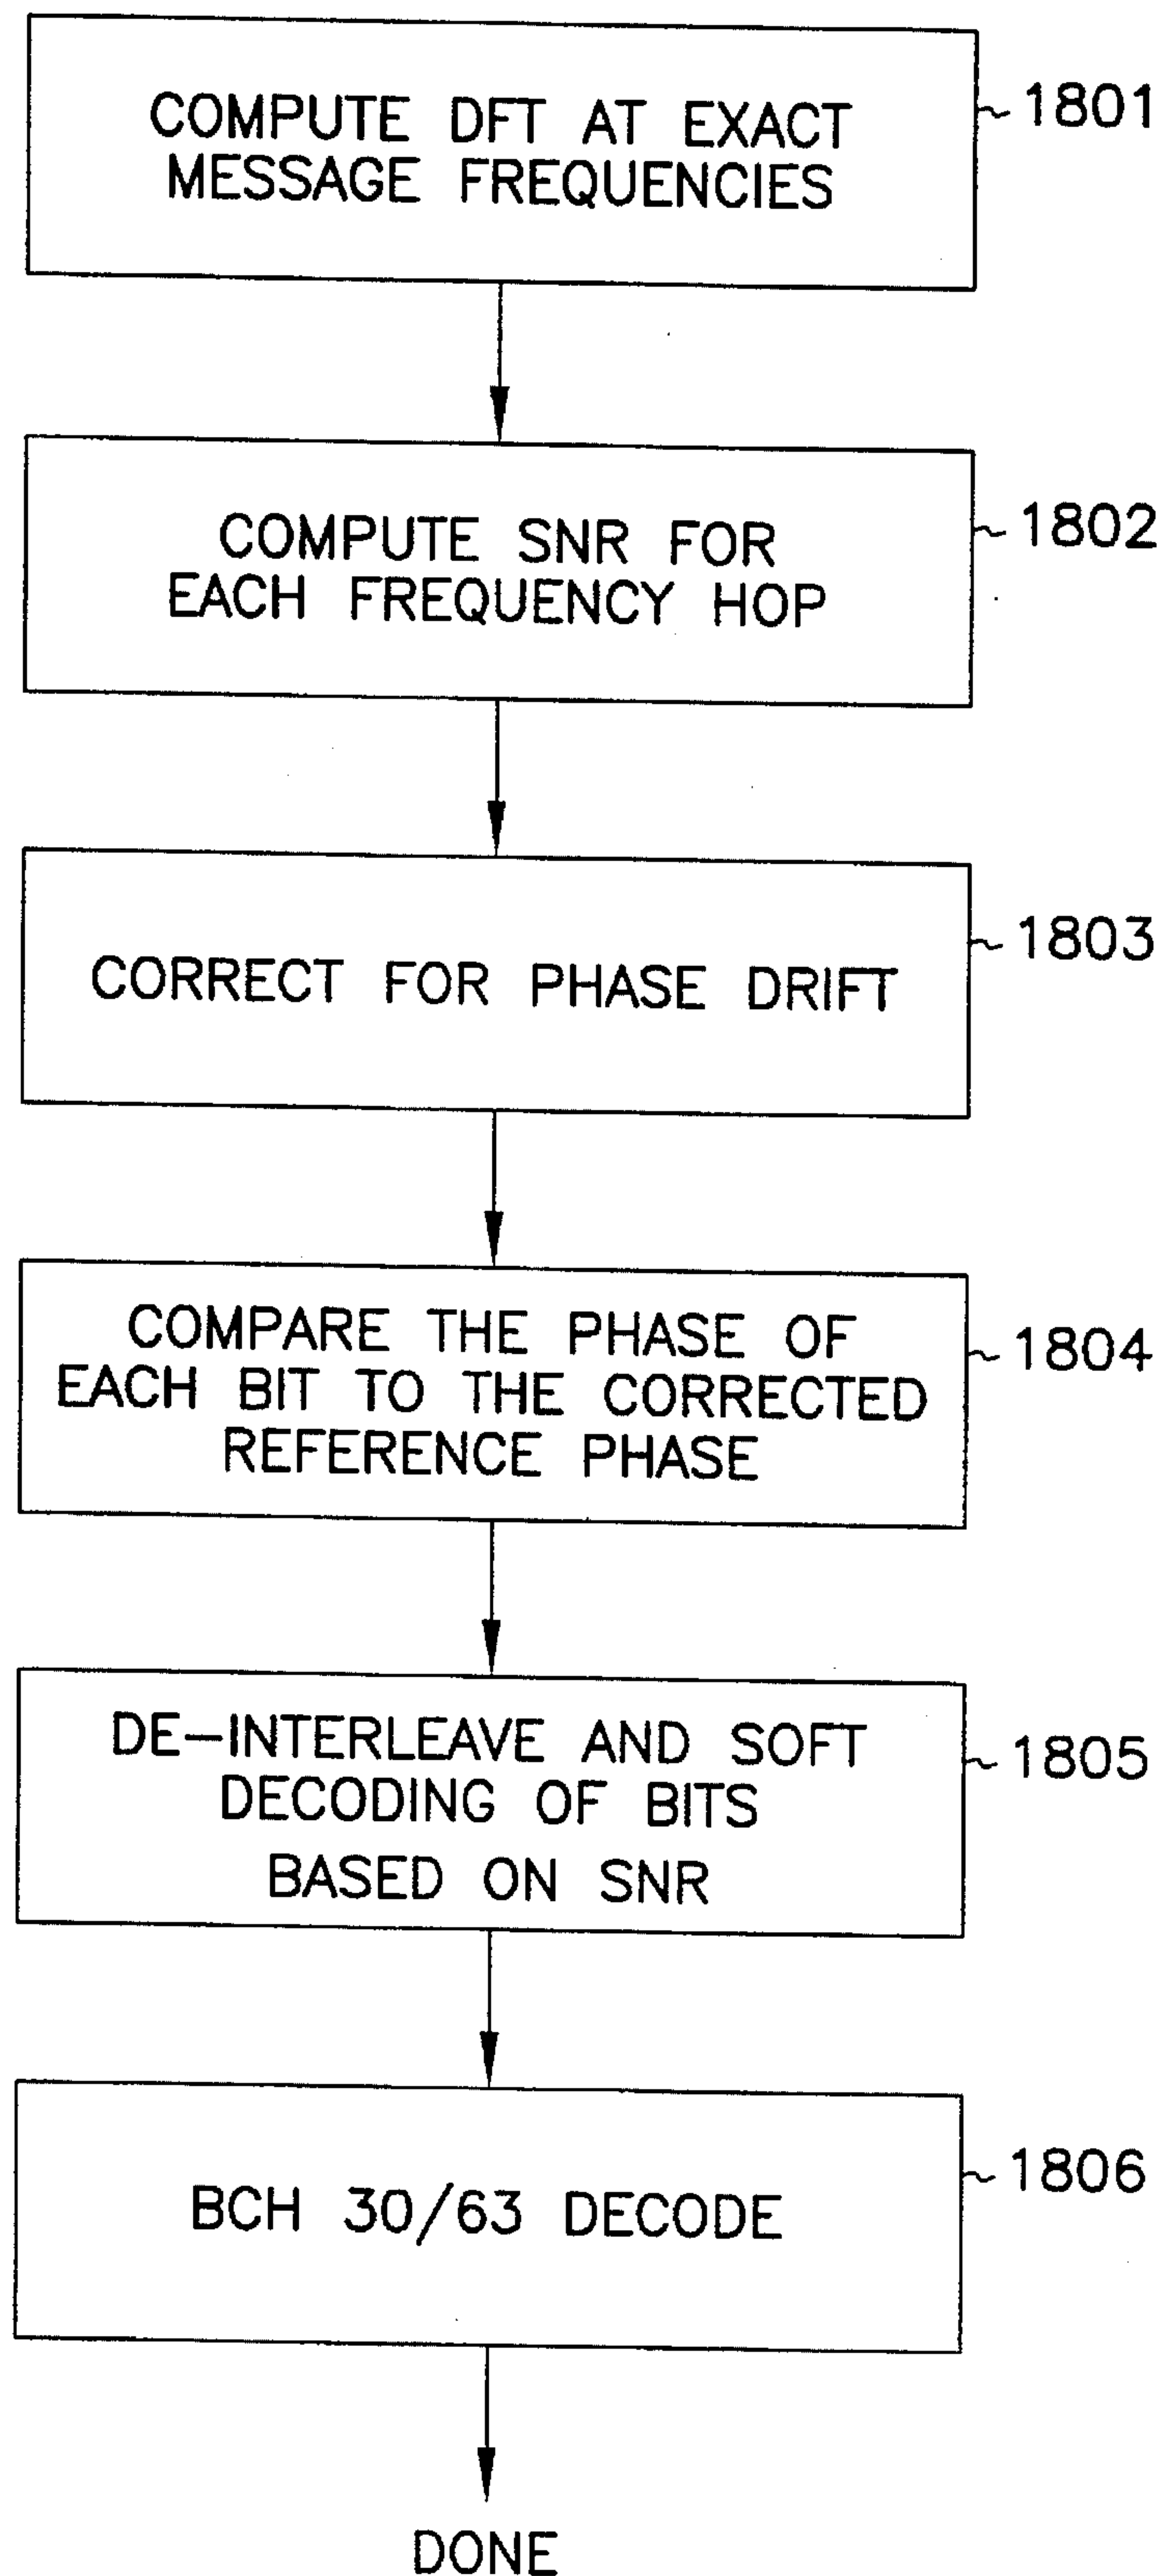 COMPUTE DFT AT EXACT
MESSAGE FREQUENCIES
1801
COMPUTE SNR FOR
EACH FREQUENCY HOP
1802
CORRECT FOR PHASE DRIFT
1803
COMPARE THE PHASE OF
EACH BIT TO THE CORRECTED
REFERENCE PHASE
1804
DE-INTERLEAVE AND SOFT
DECODING OF BITS
BASED ON SNR
1805
BCH 30/63 DECODE
1806
DONE